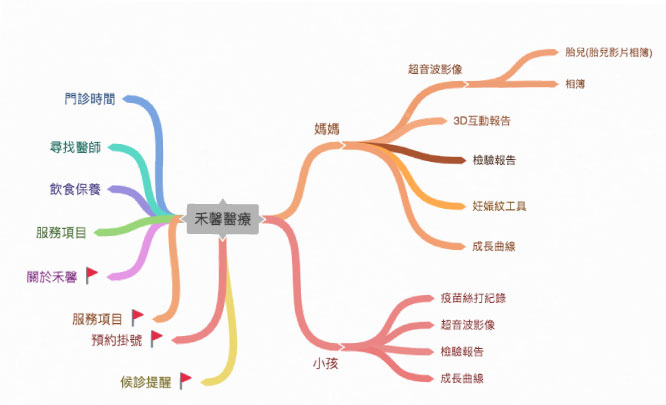 禾馨醫療
門診時間
尋找醫師
飲食保養
服務項目
關於禾馨
服務項目
預約掛號
候診提醒
媽媽
超音波影像
胎兒(胎兒影片相簿)
相簿
3D互動報告
檢驗報告
妊娠紋工具
成長曲線
小孩
疫苗絲打紀錄
超音波影像
檢驗報告
成長曲線